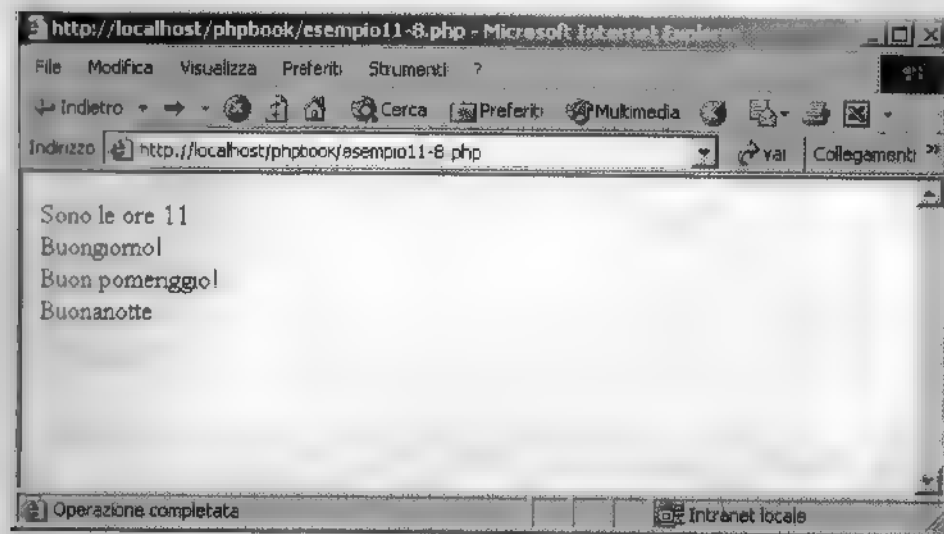 http://localhost/phpbook/esempio11-8.php - Microsoft Internet Explorer
File Modifica Visualizza Preferiti Strumenti ?
Indietro Cerca Preferiti Multimedia
Indirizzo http://localhost/phpbook/esempio11-8.php Vai Collegamenti »
Sono le ore 11
Buongiorno!
Buon pomeriggio!
Buonanotte
Operazione completata Intranet locale